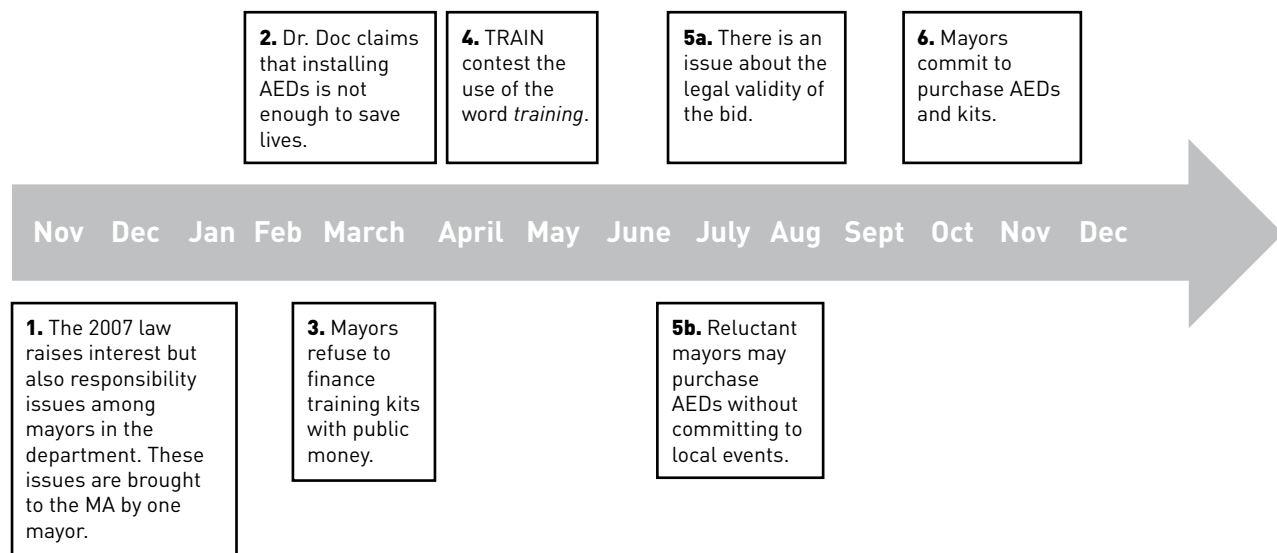 2. Dr. Doc claims
that installing
AEDs is not
enough to save
lives.
4. TRAIN
contest the
use of the
word training.
5a. There is an
issue about the
legal validity of
the bid.
6. Mayors
commit to
purchase AEDs
and kits.
Nov Dec Jan Feb March April May June July Aug Sept Oct Nov Dec
1. The 2007 law
raises interest but
also responsibility
issues among
mayors in the
department. These
issues are brought
to the MA by one
mayor.
3. Mayors
refuse to
finance
training kits
with public
money.
5b. Reluctant
mayors may
purchase
AEDs without
committing to
local events.